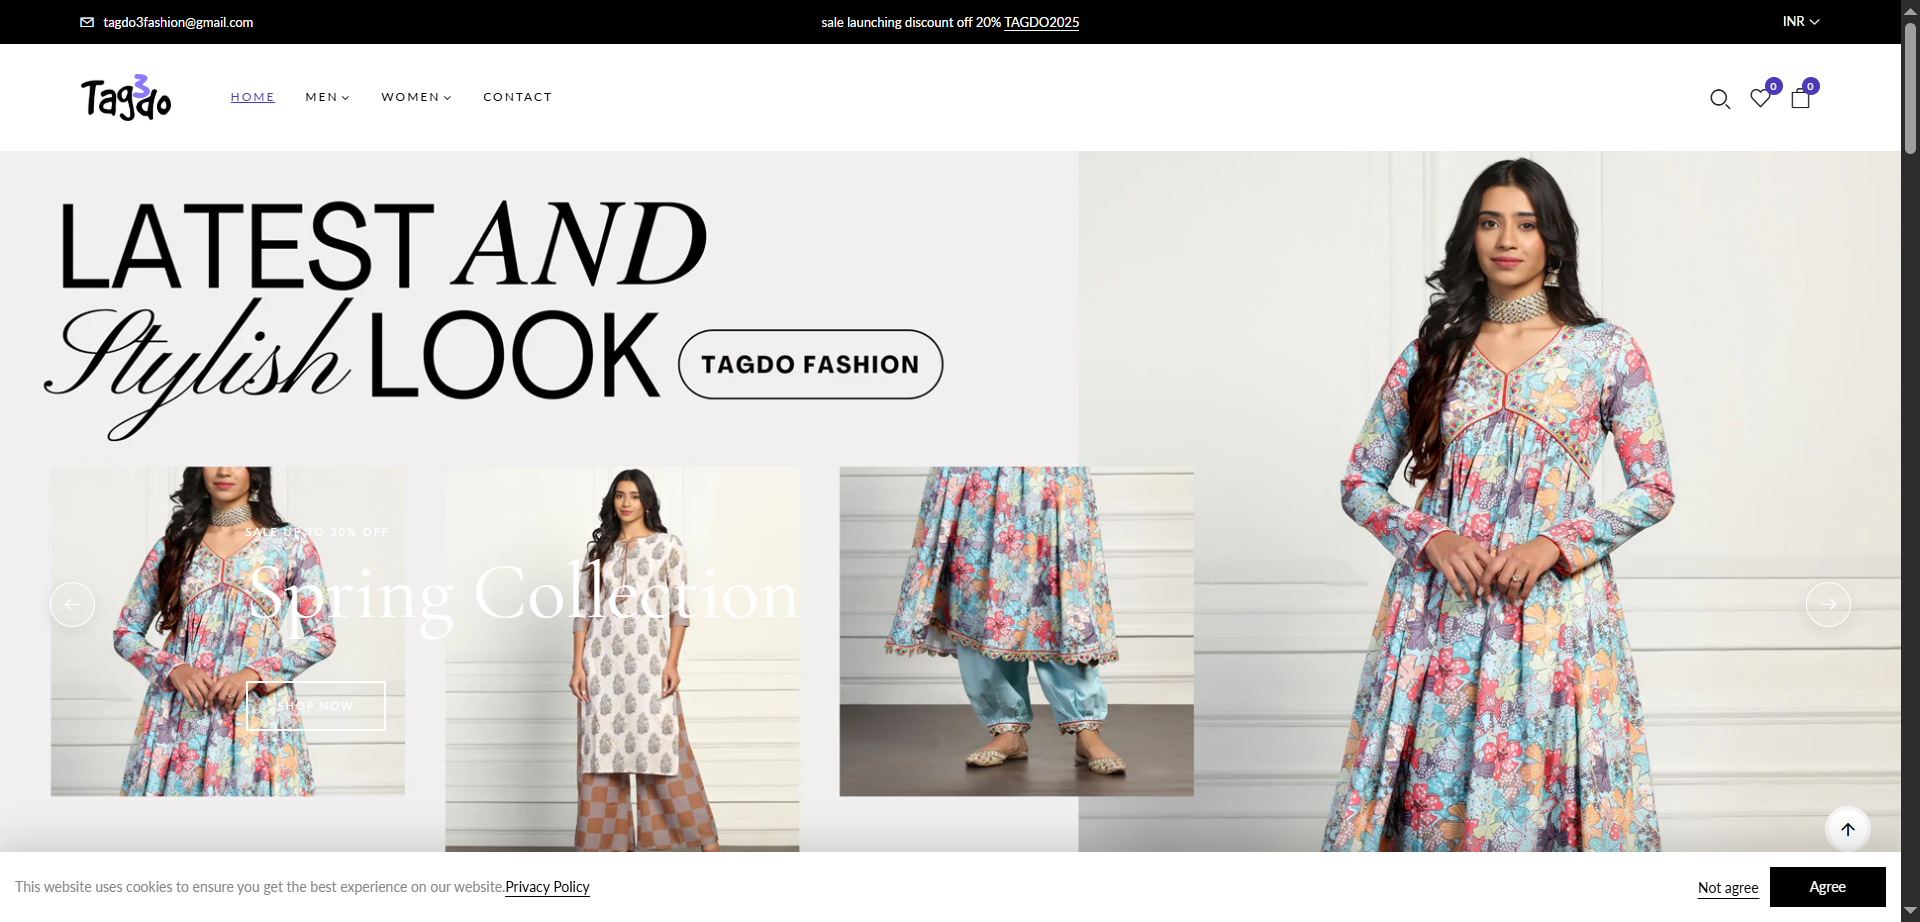 tagdo3fashion@gmail.com
sale launching discount off 20% TAGDO2025
INR
Tag3do
HOME
MEN
WOMEN
CONTACT
0
0
LATEST AND
Stylish LOOK
TAGDO FASHION
SALE UP TO 30% OFF
Spring Collection
SHOP NOW
This website uses cookies to ensure you get the best experience on our website.Privacy Policy
Not agree
Agree